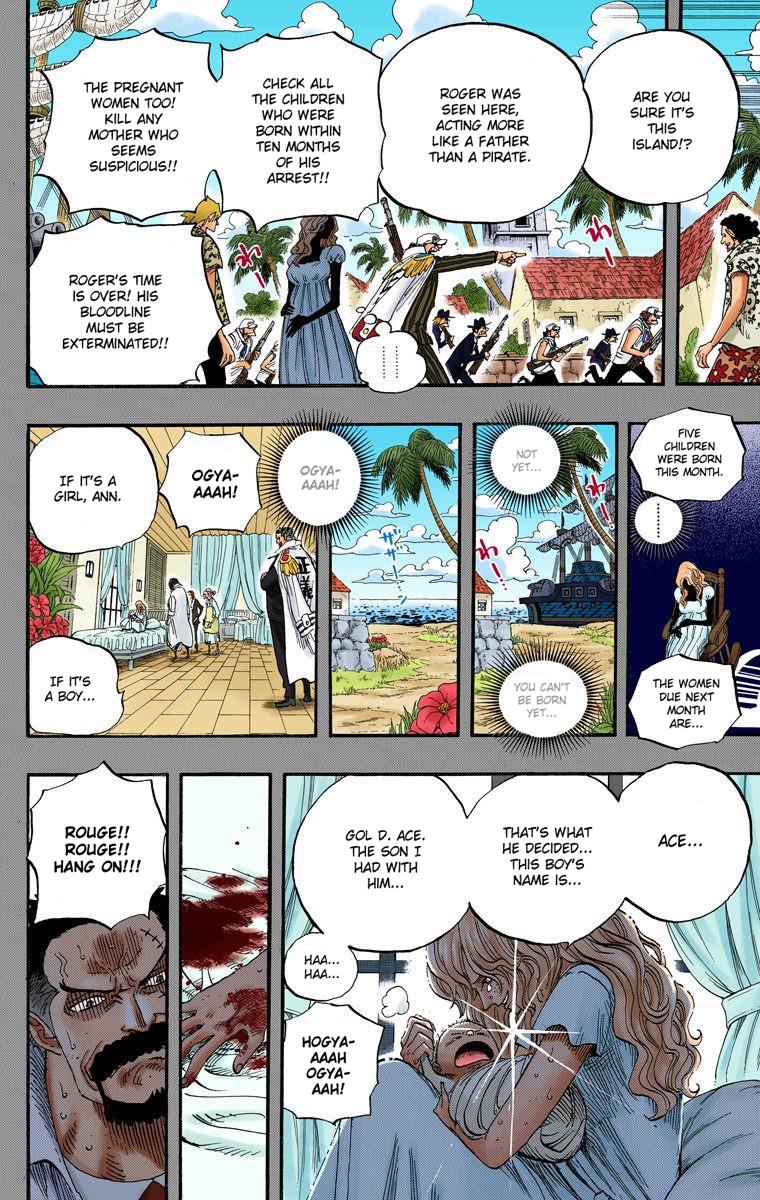 ARE YOU
SURE IT'S
THIS
ISLAND!?
ROGER WAS
SEEN HERE,
ACTING MORE
LIKE A FATHER
THAN A PIRATE.
CHECK ALL
THE CHILDREN
WHO WERE
BORN WITHIN
TEN MONTHS
OF HIS
ARREST!!
THE PREGNANT
WOMEN TOO!
KILL ANY
MOTHER WHO
SEEMS
SUSPICIOUS!!
ROGER'S TIME
IS OVER! HIS
BLOODLINE
MUST BE
EXTERMINATED!!
FIVE
CHILDREN
WERE BORN
THIS MONTH.
THE WOMEN
DUE NEXT
MONTH
ARE...
NOT
YET...
YOU CAN'T
BE BORN
YET...
OGYA-
AAAH!
OGYA-
AAAH!
正義
IF IT'S A
GIRL, ANN.
IF IT'S
A BOY...
ACE...
THAT'S WHAT
HE DECIDED...
THIS BOY'S
NAME IS...
GOL D. ACE.
THE SON I
HAD WITH
HIM...
HAA...
HAA...
HOGYA-
AAAH
OGYA-
AAAH!
ROUGE!!
ROUGE!!
HANG ON!!!